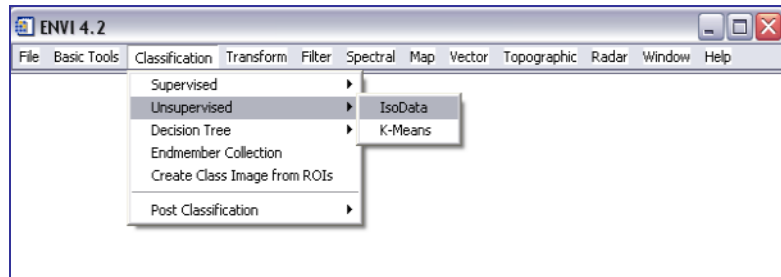 ENVI 4.2
File Basic Tools Classification Transform Filter Spectral Map Vector Topographic Radar Window Help
Supervised
Unsupervised IsoData
Decision Tree K-Means
Endmember Collection
Create Class Image from ROIs
Post Classification